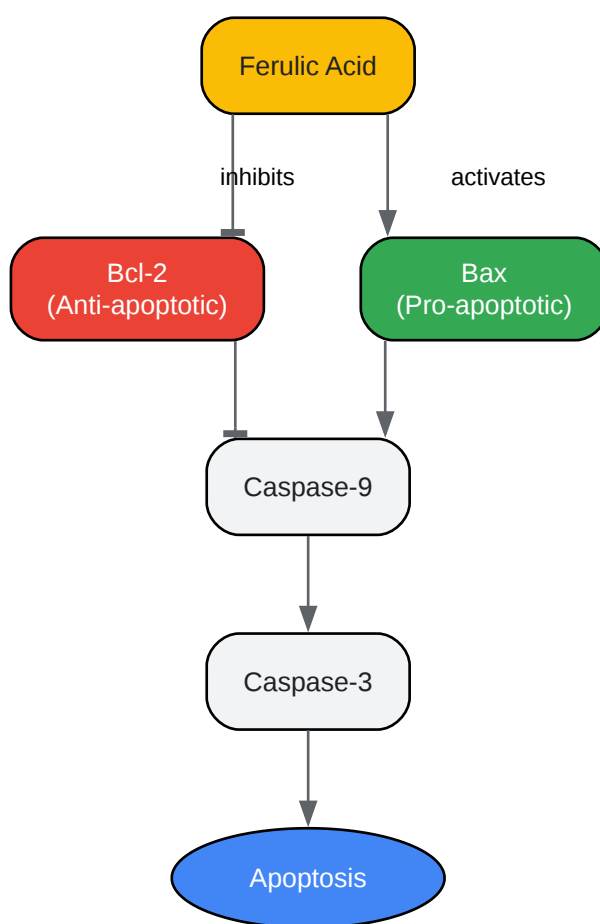 Ferulic Acid
inhibits
activates
Bcl-2
(Anti-apoptotic)
Bax
(Pro-apoptotic)
Caspase-9
Caspase-3
Apoptosis